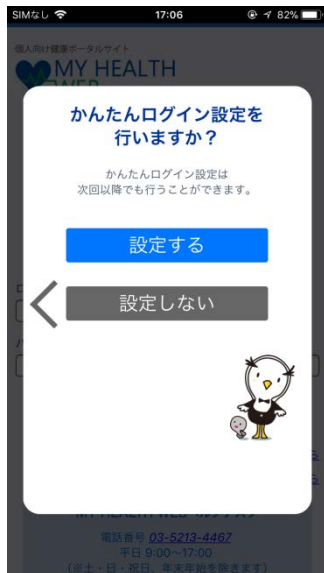 SIMなし 17:06 82%
個人向け健康ポータルサイト
MY HEALTH
WEB
かんたんログイン設定を
行いますか？
かんたんログイン設定は
次回以降でも行うことができます。
設定する
設定しない
電話番号 03-5213-4467
平日 9:00～17:00
(※土・日・祝日、年末年始を除きます)